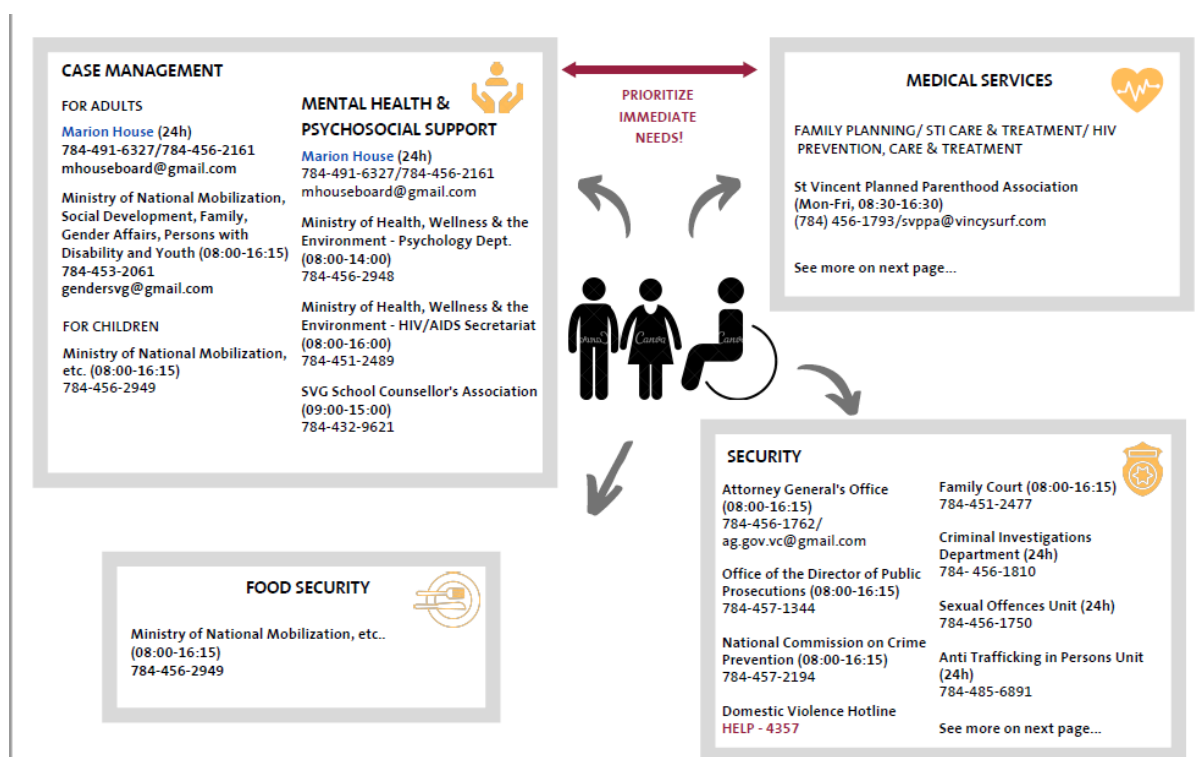 CASE MANAGEMENT
FOR ADULTS
Marion House (24h)
784-491-6327/784-456-2161
mhouseboard@gmail.com
Ministry of National Mobilization,
Social Development, Family,
Gender Affairs, Persons with
Disability and Youth (08:00-16:15)
784-453-2061
gendersvg@gmail.com
FOR CHILDREN
Ministry of National Mobilization,
etc. (08:00-16:15)
784-456-2949
MENTAL HEALTH &
PSYCHOSOCIAL SUPPORT
Marion House (24h)
784-491-6327/784-456-2161
mhouseboard@gmail.com
Ministry of Health, Wellness & the
Environment - Psychology Dept.
(08:00-14:00)
784-456-2948
Ministry of Health, Wellness & the
Environment - HIV/AIDS Secretariat
(08:00-16:00)
784-451-2489
SVG School Counsellor's Association
(09:00-15:00)
784-432-9621
PRIORITIZE
IMMEDIATE
NEEDS!
MEDICAL SERVICES
FAMILY PLANNING/ STI CARE & TREATMENT/ HIV
PREVENTION, CARE & TREATMENT
St Vincent Planned Parenthood Association
(Mon-Fri, 08:30-16:30)
(784) 456-1793/svppa@vincysurf.com
See more on next page...
Canva
Canva
FOOD SECURITY
Ministry of National Mobilization, etc..
(08:00-16:15)
784-456-2949
SECURITY
Attorney General's Office
(08:00-16:15)
784-456-1762/
ag.gov.vc@gmail.com
Office of the Director of Public
Prosecutions (08:00-16:15)
784-457-1344
National Commission on Crime
Prevention (08:00-16:15)
784-457-2194
Domestic Violence Hotline
HELP - 4357
Family Court (08:00-16:15)
784-451-2477
Criminal Investigations
Department (24h)
784- 456-1810
Sexual Offences Unit (24h)
784-456-1750
Anti Trafficking in Persons Unit
(24h)
784-485-6891
See more on next page...